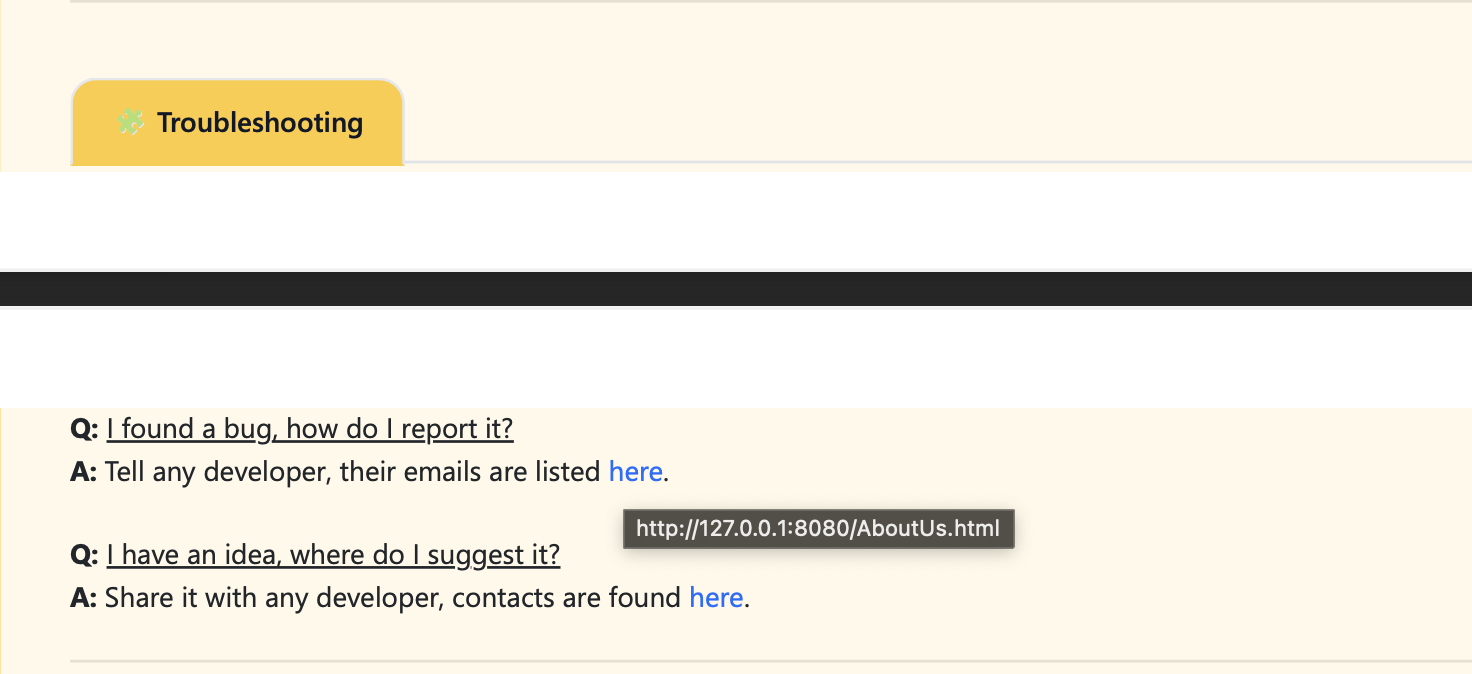 Troubleshooting
Q: I found a bug, how do I report it?
A: Tell any developer, their emails are listed here.
http://127.0.0.1:8080/AboutUs.html
Q: I have an idea, where do I suggest it?
A: Share it with any developer, contacts are found here.